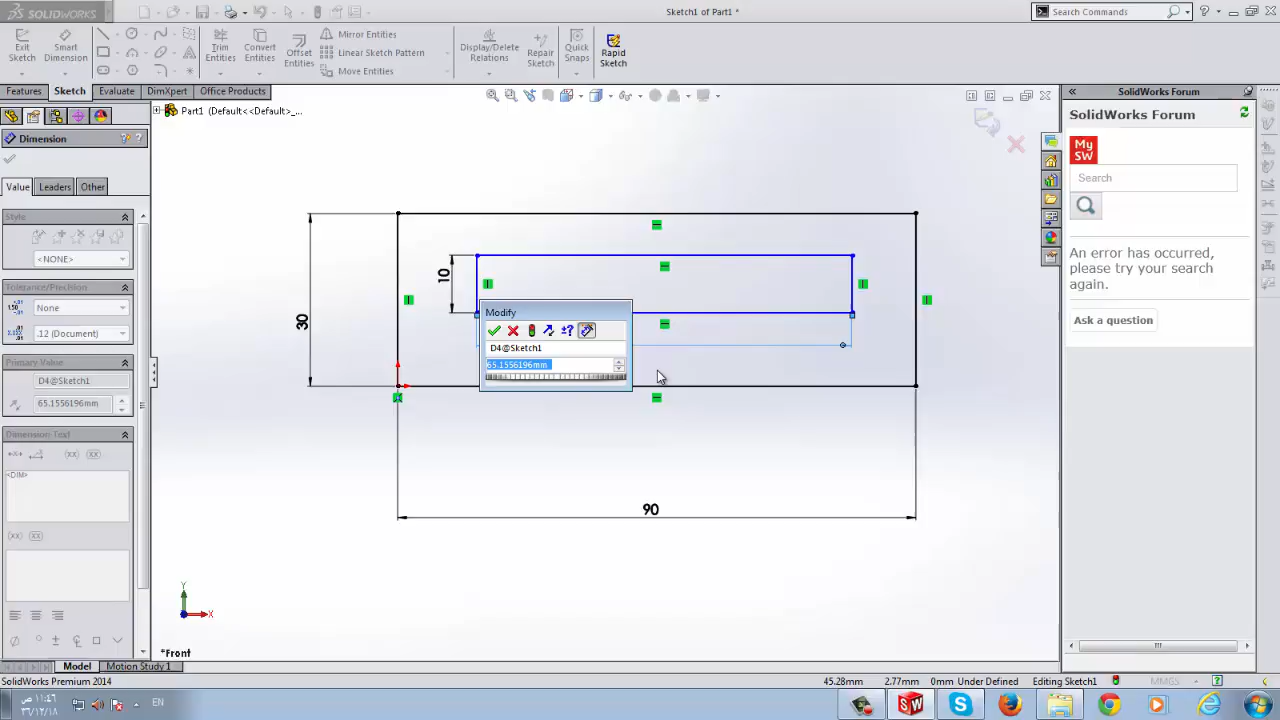 SOLIDWORKS
Sketch1 of Part1 *
Search Commands
Exit Sketch
Smart Dimension
Trim Entities
Convert Entities
Offset Entities
Mirror Entities
Linear Sketch Pattern
Move Entities
Display/Delete Relations
Repair Sketch
Quick Snaps
Rapid Sketch
Features
Sketch
Evaluate
DimXpert
Office Products
Part1 (Default<<Default>_...
SolidWorks Forum
Dimension
Value
Leaders
Other
Style
<NONE>
Tolerance/Precision
None
.12 (Document)
Primary Value
D4@Sketch1
65.1556196mm
Dimension Text
<DIM>
30
10
90
Modify
D4@Sketch1
65.1556196mm
Y
X
*Front
SolidWorks Forum
My SW
Search
An error has occurred,
please try your search
again.
Ask a question
Model
Motion Study 1
SolidWorks Premium 2014
45.28mm
2.77mm
0mm
Under Defined
Editing Sketch1
MMGS
١١:٤٦ ص
٣٦/١٢/١٨
EN